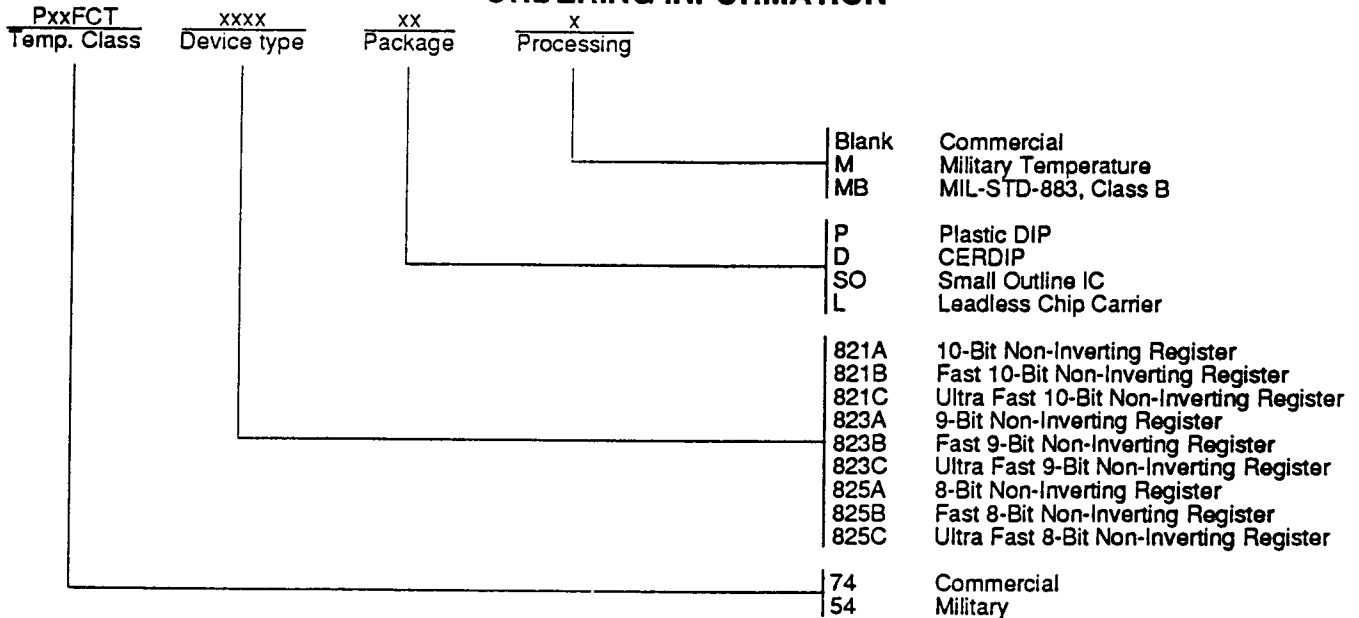 ORDERING INFORMATION
PxxFCT xxxx xx x
Temp. Class Device type Package Processing
Blank Commercial
M Military Temperature
MB MIL-STD-883, Class B
P Plastic DIP
D CERDIP
SO Small Outline IC
L Leadless Chip Carrier
821A 10-Bit Non-Inverting Register
821B Fast 10-Bit Non-Inverting Register
821C Ultra Fast 10-Bit Non-Inverting Register
823A 9-Bit Non-Inverting Register
823B Fast 9-Bit Non-Inverting Register
823C Ultra Fast 9-Bit Non-Inverting Register
825A 8-Bit Non-Inverting Register
825B Fast 8-Bit Non-Inverting Register
825C Ultra Fast 8-Bit Non-Inverting Register
74 Commercial
54 Military